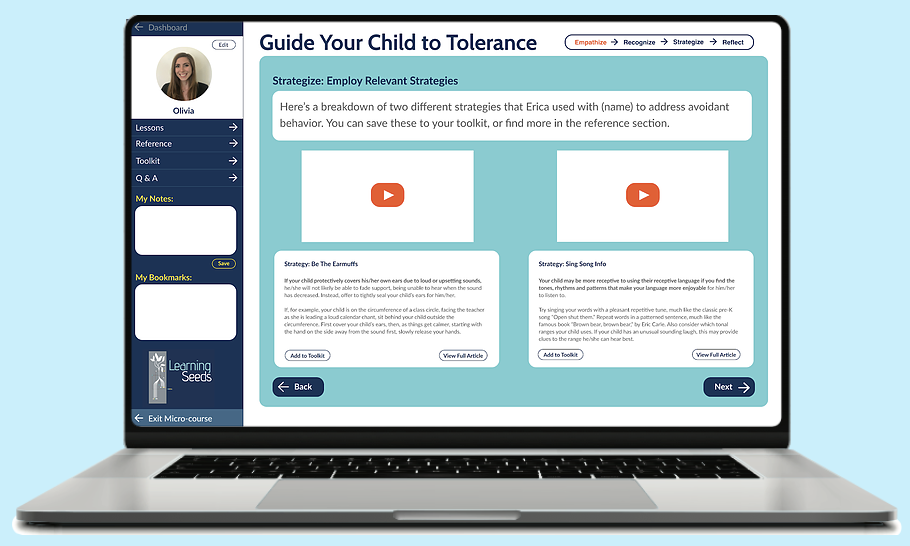 Dashboard
Edit
Olivia
Lessons
Reference
Toolkit
Q & A
My Notes:
Save
My Bookmarks:
Learning
Seeds
Exit Micro-course
Guide Your Child to Tolerance
Empathize
Recognize
Strategize
Reflect
Strategize: Employ Relevant Strategies
Here's a breakdown of two different strategies that Erica used with (name) to address avoidant
behavior. You can save these to your toolkit, or find more in the reference section.
Strategy: Be The Earmuffs
If your child protectively covers his/her own ears due to loud or upsetting sounds,
he/she will not likely be able to fade support, being unable to hear when the sound
has decreased. Instead, offer to tightly seal your child's ears for him/her.
If, for example, your child is on the circumference of a class circle, facing the teacher
as she is leading a loud calendar chant, sit behind your child outside the
circumference. First cover your child's ears, then, as things get calmer, starting with
the hand on the side away from the sound first, slowly release your hands.
Add to Toolkit
View Full Article
Strategy: Sing Song Info
Your child may be more receptive to using their receptive language if you find the
tones, rhythms and patterns that make your language more enjoyable for him/her
to listen to.
Try singing your words with a pleasant repetitive tune, much like the classic pre-K
song "Open shut them." Repeat words in a patterned sentence, much like the
famous book "Brown bear, brown bear," by Eric Carle. Also consider which tonal
ranges your child uses. If your child has an unusual sounding laugh, this may provide
clues to the range he/she can hear best.
Add to Toolkit
View Full Article
Back
Next